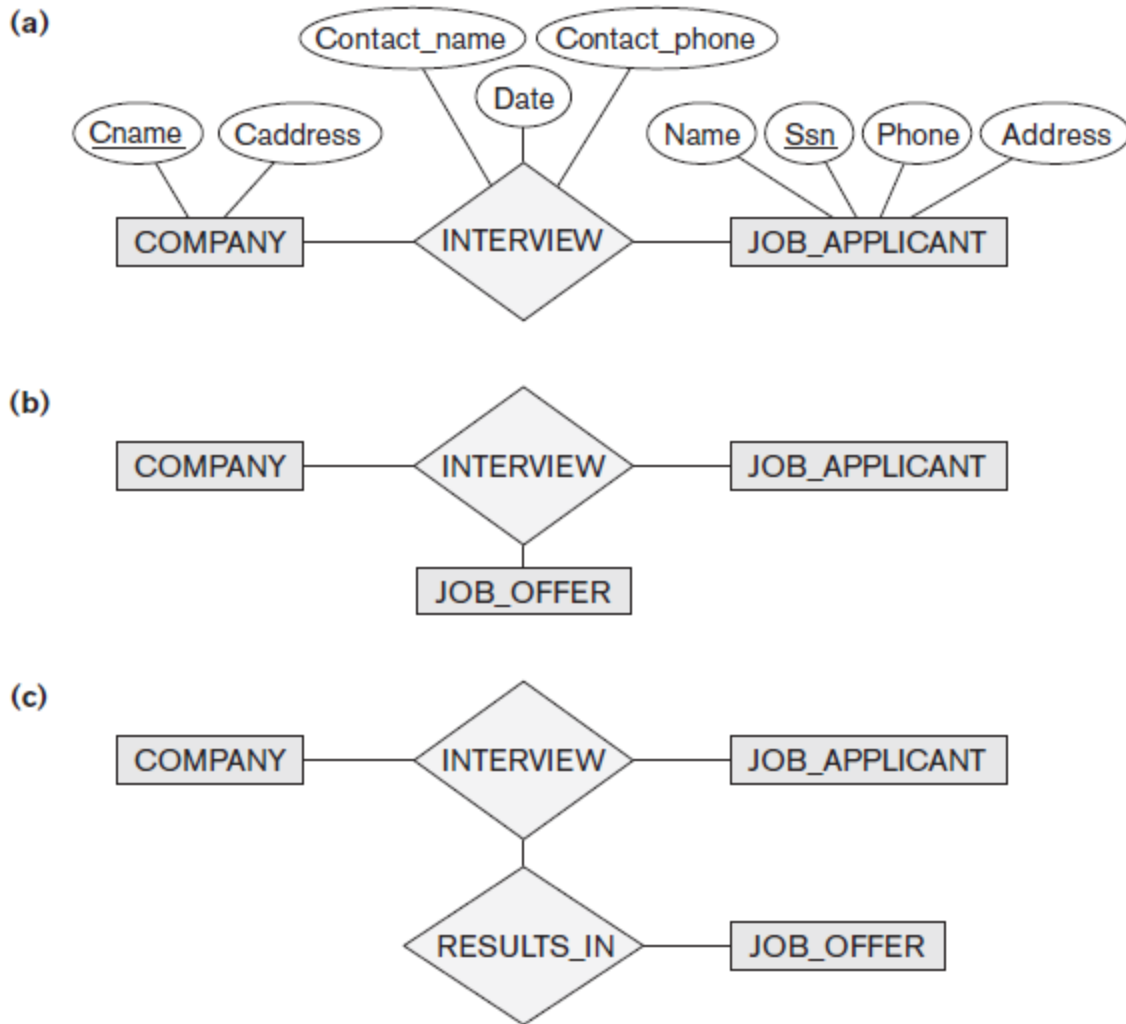 (a)
Contact_name Contact_phone
Date
Cname Caddress Name Ssn Phone Address
COMPANY INTERVIEW JOB_APPLICANT
(b)
COMPANY INTERVIEW JOB_APPLICANT
JOB_OFFER
(c)
COMPANY INTERVIEW JOB_APPLICANT
RESULTS_IN JOB_OFFER